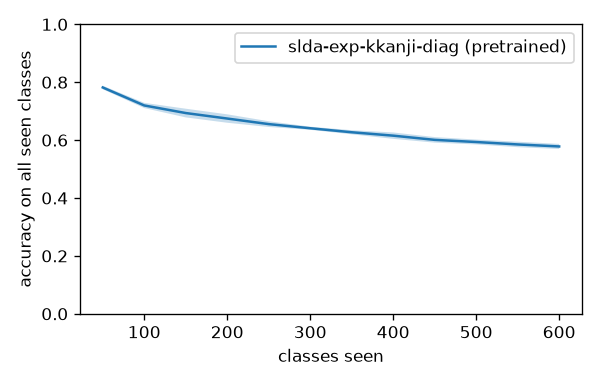 1.0
0.8
0.6
0.4
0.2
0.0
accuracy on all seen classes
slda-exp-kkanji-diag (pretrained)
100 200 300 400 500 600
classes seen